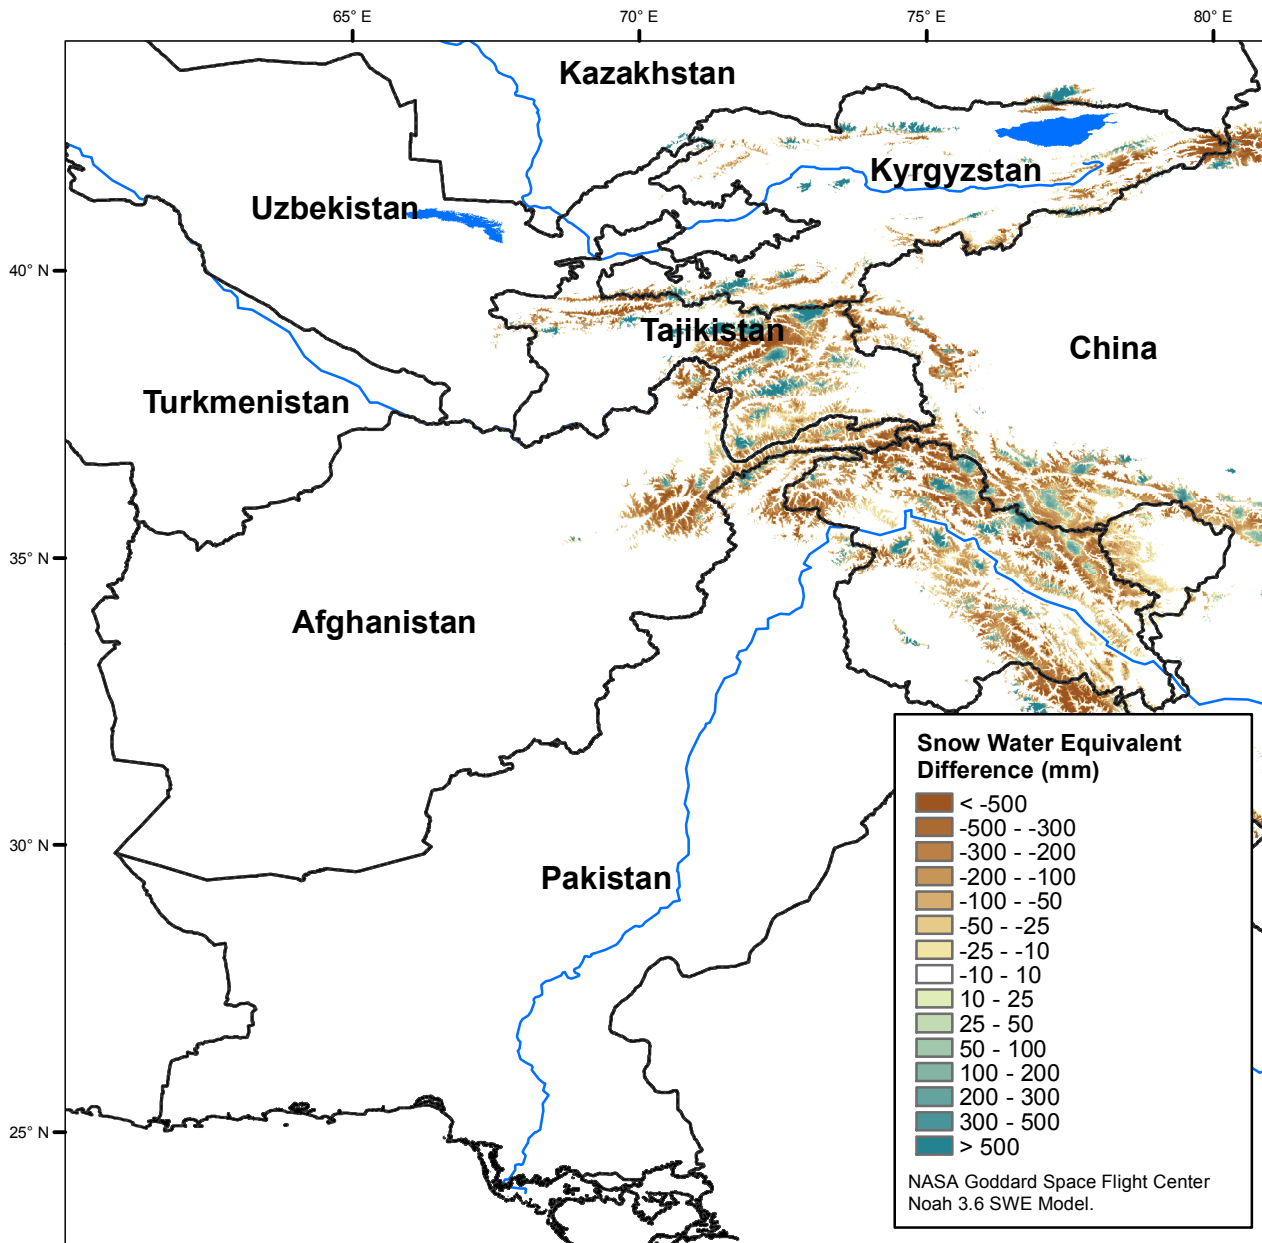 65° E
70° E
75° E
80° E
Kazakhstan
Kyrgyzstan
Uzbekistan
40° N
Tajikistan
China
Turkmenistan
35° N
Afghanistan
Snow Water Equivalent
Difference (mm)
< -500
-500 - -300
-300 - -200
-200 - -100
-100 - -50
-50 - -25
-25 - -10
-10 - 10
10 - 25
25 - 50
50 - 100
100 - 200
200 - 300
300 - 500
> 500
NASA Goddard Space Flight Center
Noah 3.6 SWE Model.
30° N
Pakistan
25° N